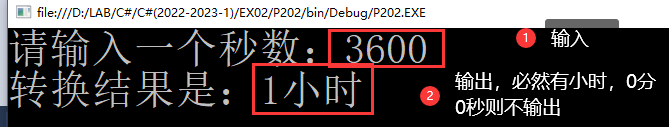 file:///D:/LAB/C#/C#(2022-2023-1)/EX02/P202/bin/Debug/P202.EXE
请输入一个秒数：3600
1 输入
转换结果是：1小时
2 输出，必然有小时，0分
0秒则不输出